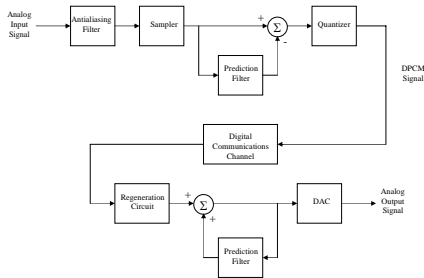 Analog
Input
Signal
Antialiasing
Filter
Sampler
+
Σ
-
Quantizer
Prediction
Filter
DPCM
Signal
Digital
Communications
Channel
Regeneration
Circuit
+
Σ
+
DAC
Analog
Output
Signal
Prediction
Filter